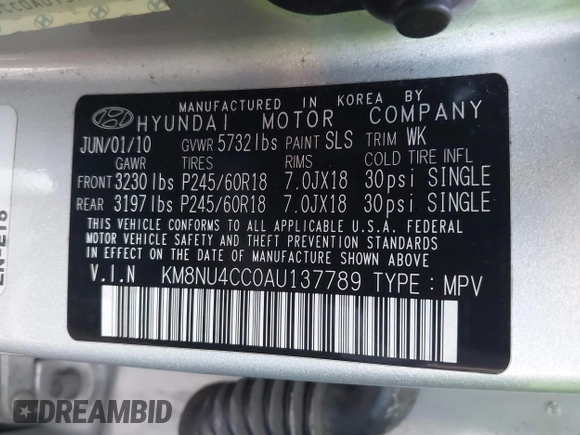 MANUFACTURED IN KOREA BY
HYUNDAI MOTOR COMPANY
JUN/01/10 GVWR 5732lbs PAINT SLS TRIM WK
GAWR TIRES RIMS COLD TIRE INFL
FRONT 3230lbs P245/60R18 7.0JX18 30psi SINGLE
REAR 3197lbs P245/60R18 7.0JX18 30psi SINGLE
THIS VEHICLE CONFORMS TO ALL APPLICABLE U.S.A. FEDERAL
MOTOR VEHICLE SAFETY AND THEFT PREVENTION STANDARDS
IN EFFECT ON THE DATE OF MANUFACTURE SHOWN ABOVE
V.I.N KM8NU4CC0AU137789 TYPE : MPV
DREAMBID